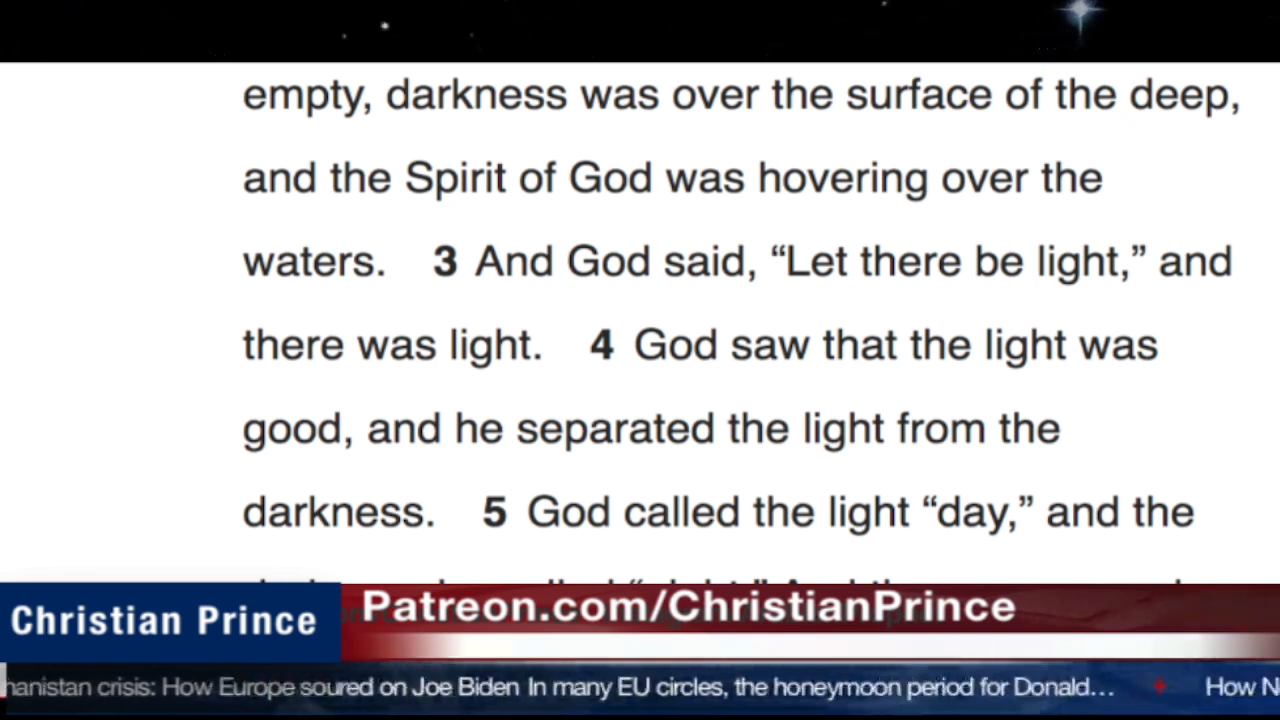 empty, darkness was over the surface of the deep,
and the Spirit of God was hovering over the
waters. 3 And God said, “Let there be light,” and
there was light. 4 God saw that the light was
good, and he separated the light from the
darkness. 5 God called the light “day,” and the
Christian Prince
Patreon.com/ChristianPrince
crisis: How Europe soured on Joe Biden In many EU circles, the honeymoon period for Donald... How